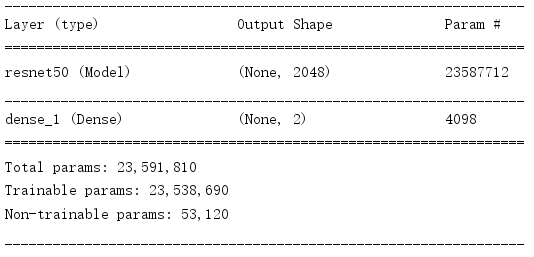 _________________________________________________________________
Layer (type)                 Output Shape              Param #
=================================================================
resnet50 (Model)             (None, 2048)              23587712
_________________________________________________________________
dense_1 (Dense)              (None, 2)                 4098
=================================================================
Total params: 23,591,810
Trainable params: 23,538,690
Non-trainable params: 53,120
_________________________________________________________________